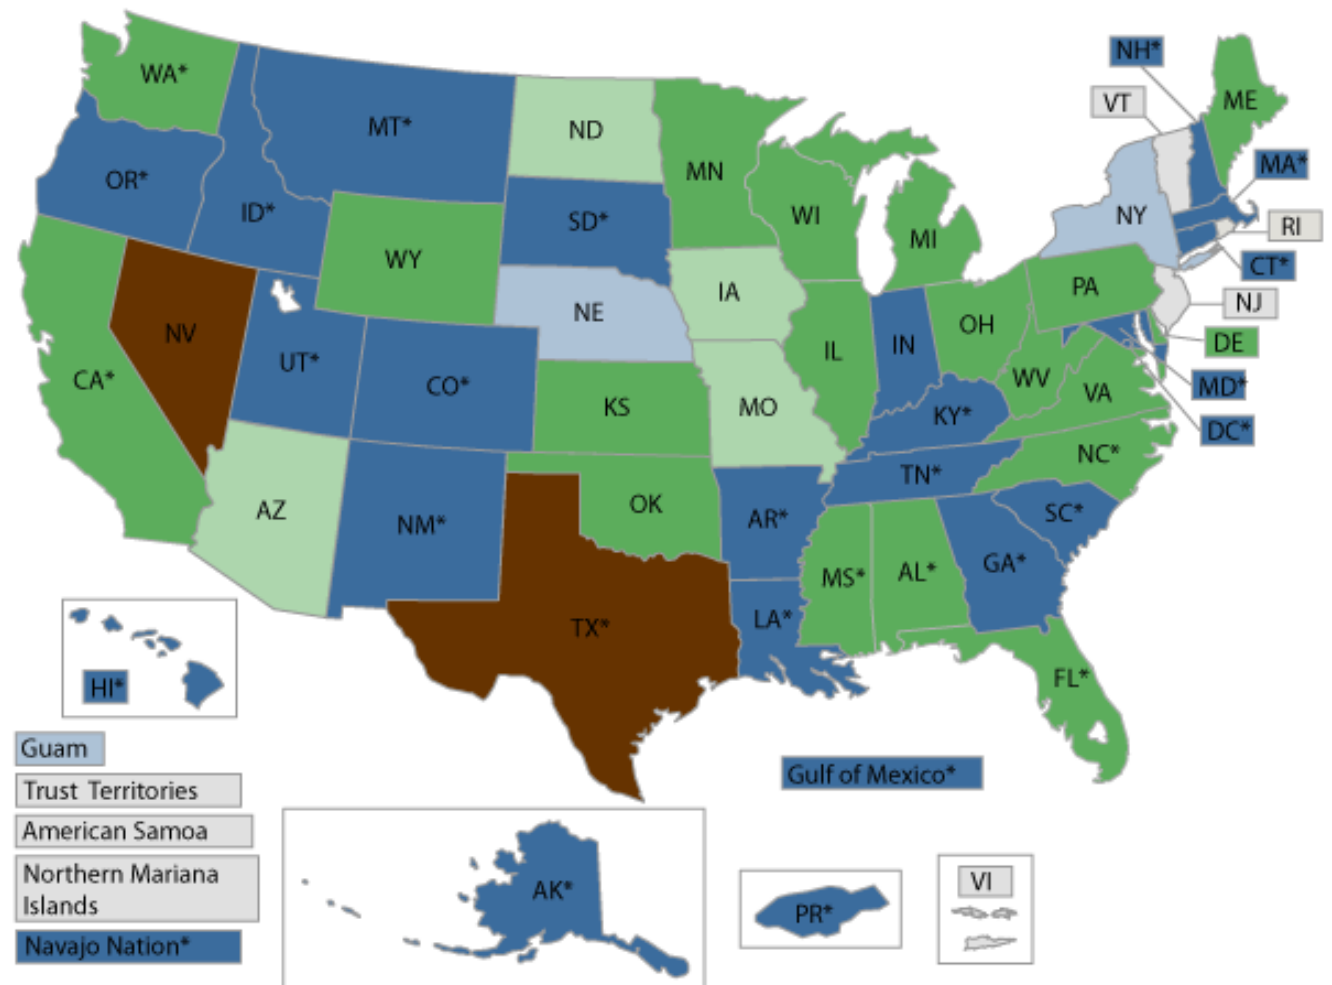 NH*
WA*
ME
VT
MT*
ND
MN
MA*
OR*
ID*
SD*
WI
NY
MI
RI
WY
CT*
IA
PA
NE
NJ
OH
NV
IL
IN
DE
UT*
CA*
CO*
WV
MD*
VA
KS
MO
KY*
DC*
NC*
TN*
OK
AZ
NM*
AR*
SC*
MS*
AL*
GA*
TX*
LA*
FL*
HI*
Guam
Gulf of Mexico*
Trust Territories
American Samoa
Northern Mariana
Islands
Navajo Nation*
AK*
PR*
VI